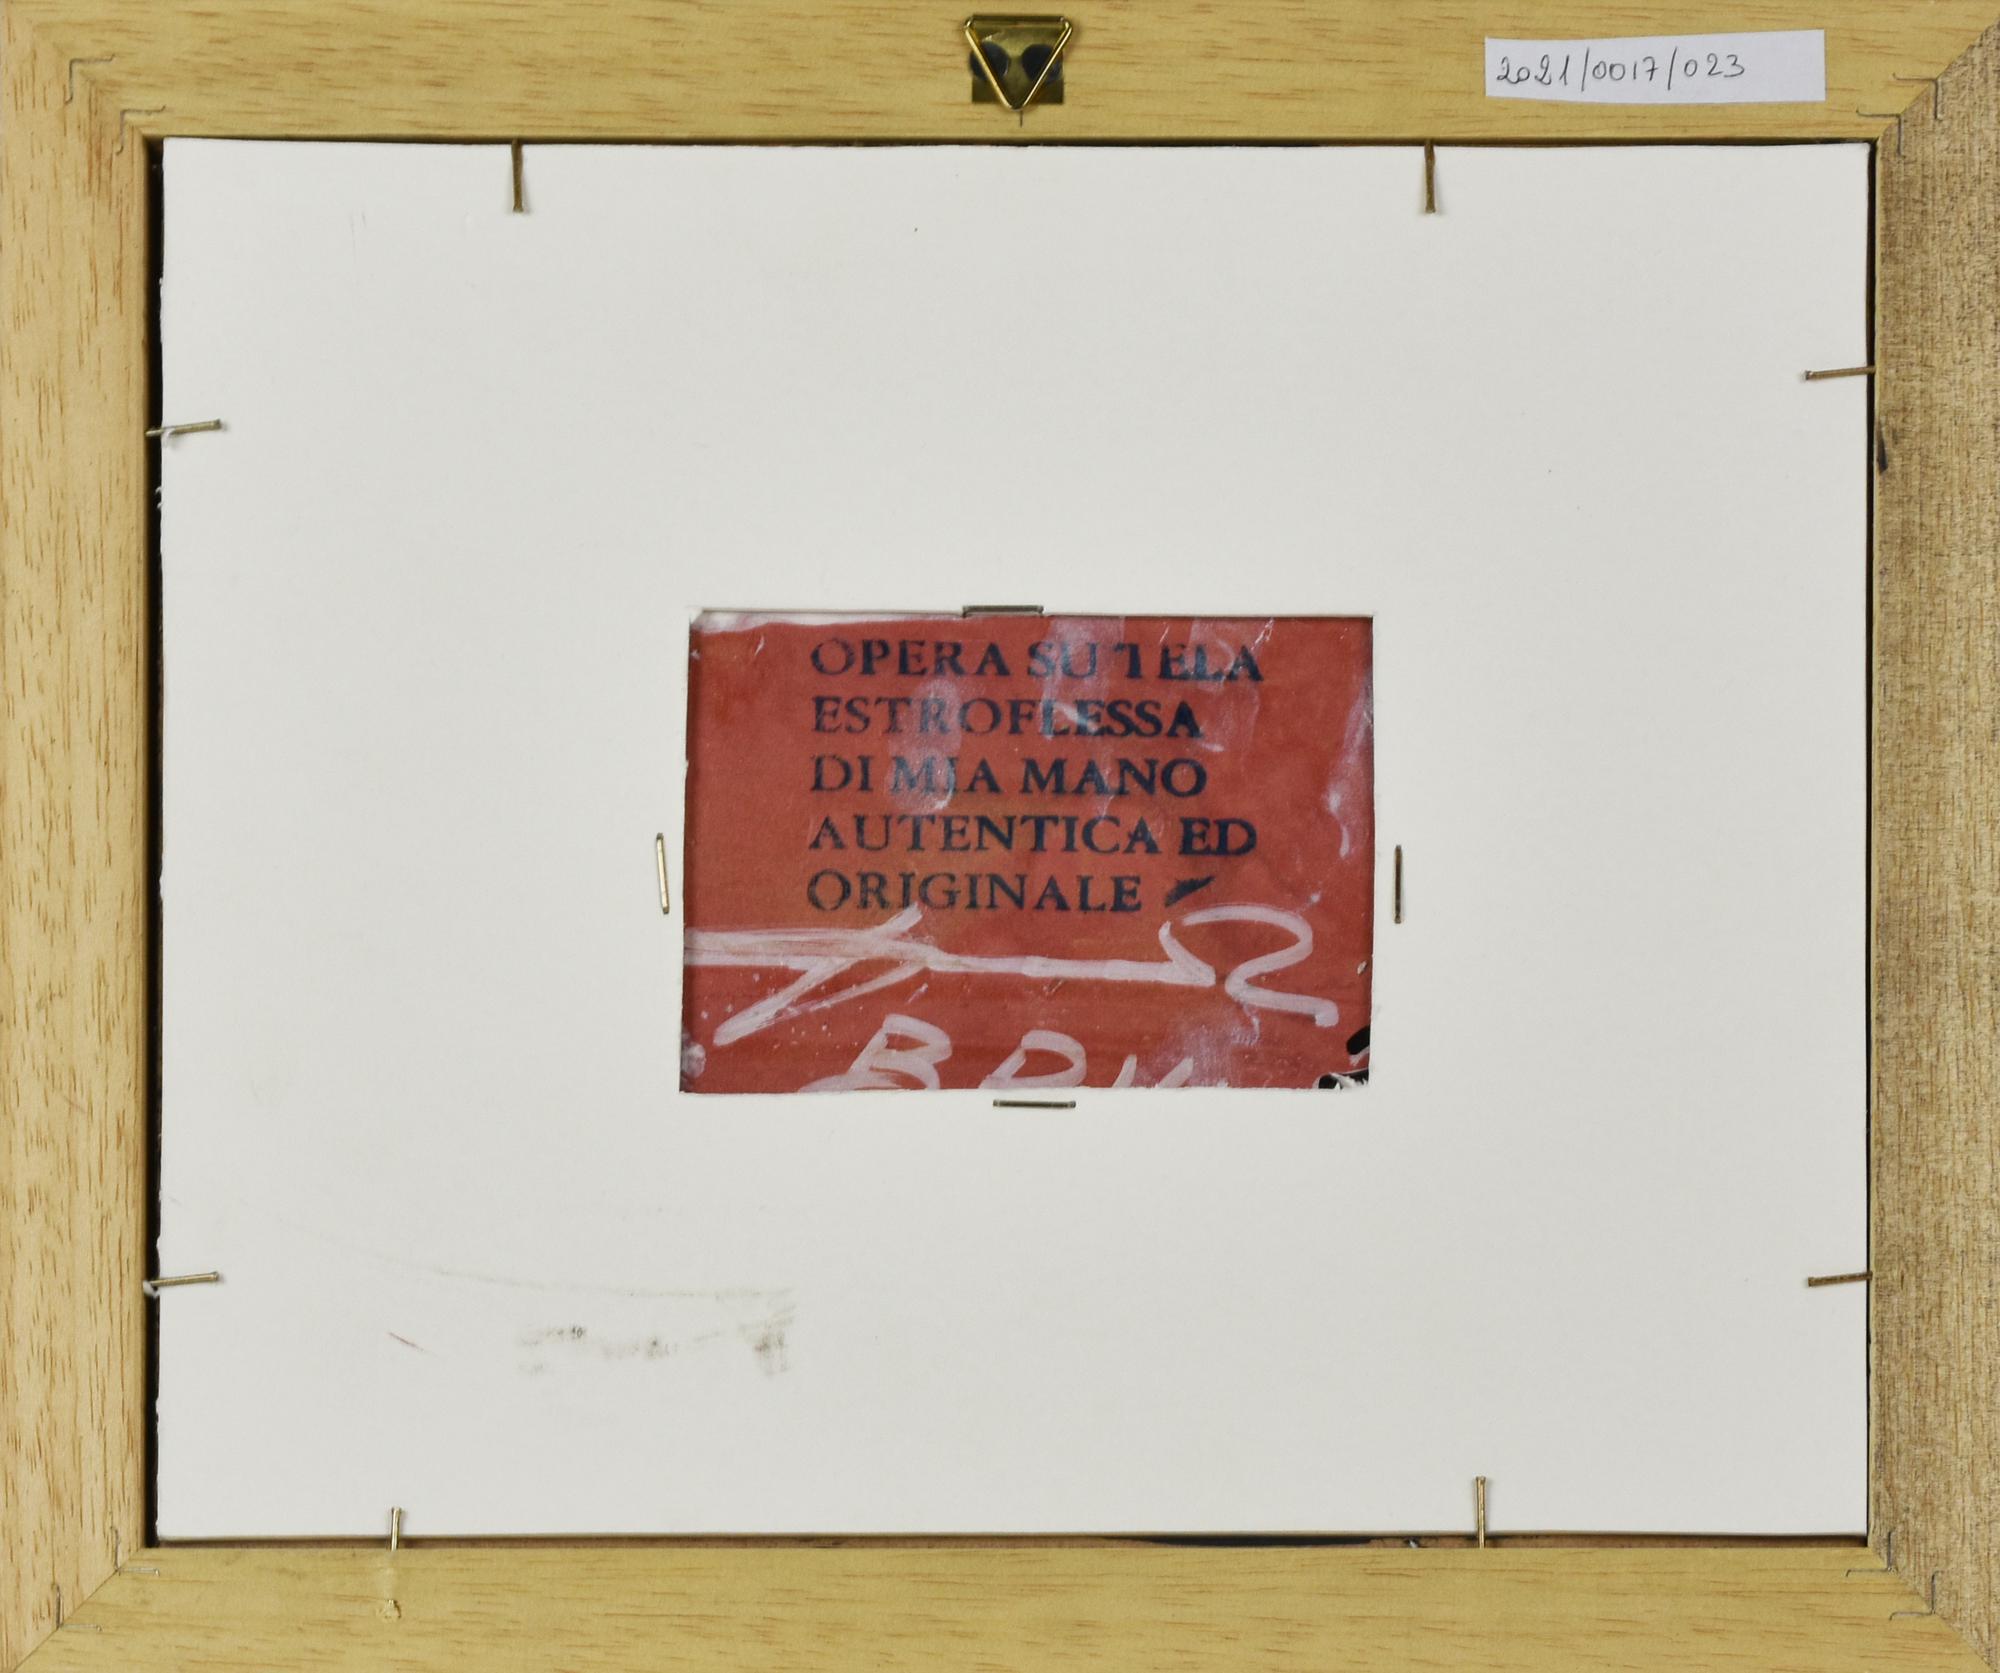 2021/0017/023
OPERA SU TELA
ESTROFLESSA
DI MIA MANO
AUTENTICA ED
ORIGINALE